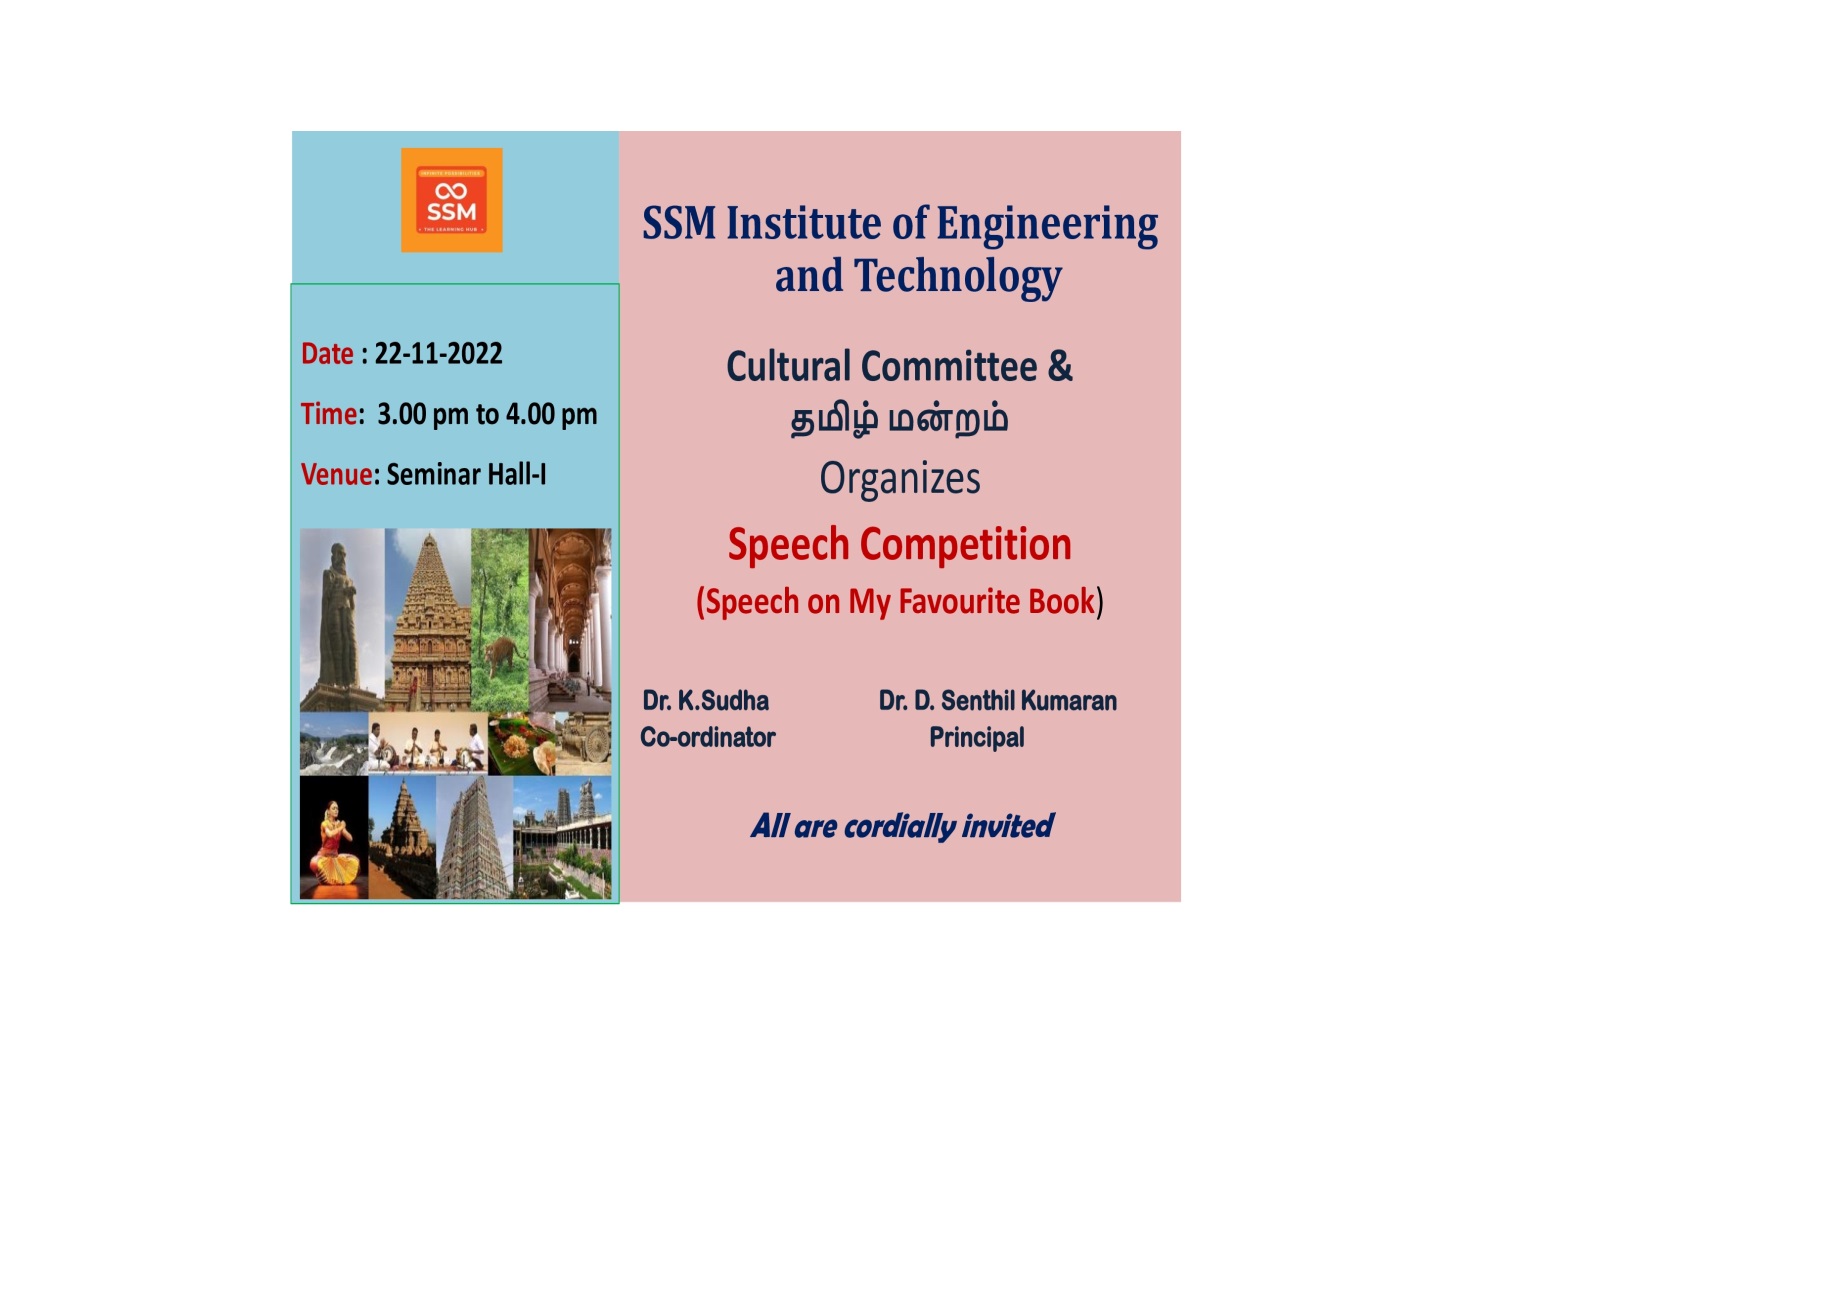 INFINITE POSSIBILITIES
SSM
• THE LEARNING HUB •
Date : 22-11-2022
Time:  3.00 pm to 4.00 pm
Venue: Seminar Hall-I
SSM Institute of Engineering
and Technology
Cultural Committee &
தமிழ் மன்றம்
Organizes
Speech Competition
(Speech on My Favourite Book)
Dr. K.Sudha Dr. D. Senthil Kumaran
Co-ordinator Principal
All are cordially invited